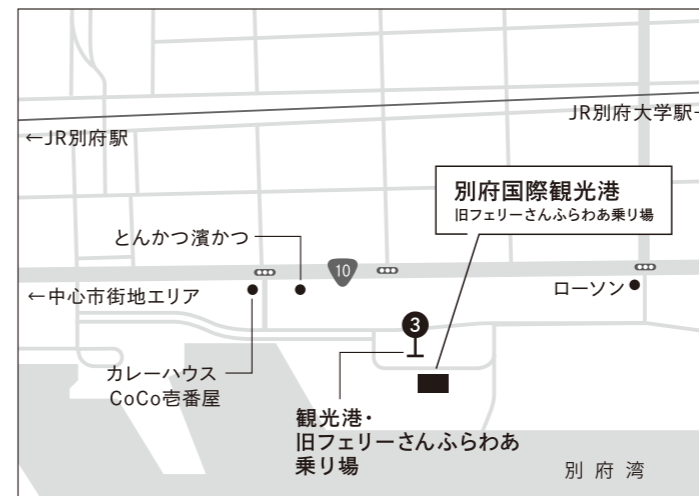 JR別府大学駅→
←JR別府駅
別府国際観光港
旧フェリーさんふらわあ乗り場
とんかつ濱かつ
10
←中心市街地エリア
ローソン
3
カレーハウス
CoCo壱番屋
観光港・
旧フェリーさんふらわあ
乗り場
別府湾